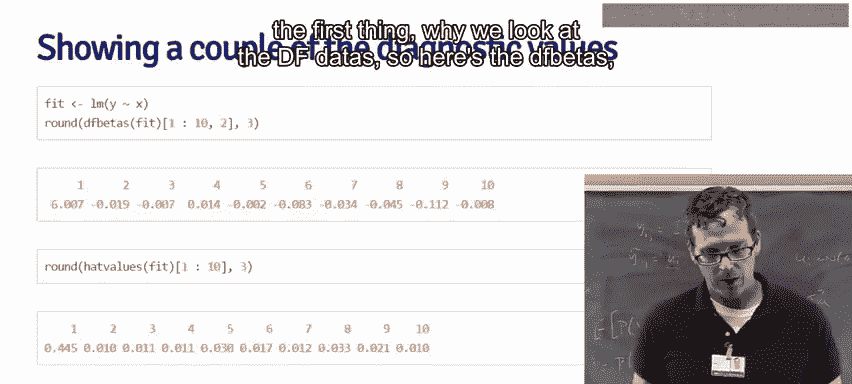 the first thing, why we look at
Showing a couple of the diagnostic values
the DF datas, so here's the dfbetas,
fit <- lm(y ~ x)
round(dfbetas(fit)[1 : 10, 2], 3)
1 2 3 4 5 6 7 8 9 10
6.007 -0.019 -0.007 0.014 -0.002 -0.083 -0.034 -0.045 -0.112 -0.008
round(hatvalues(fit)[1 : 10], 3)
1 2 3 4 5 6 7 8 9 10
0.445 0.010 0.011 0.011 0.030 0.017 0.012 0.033 0.021 0.010